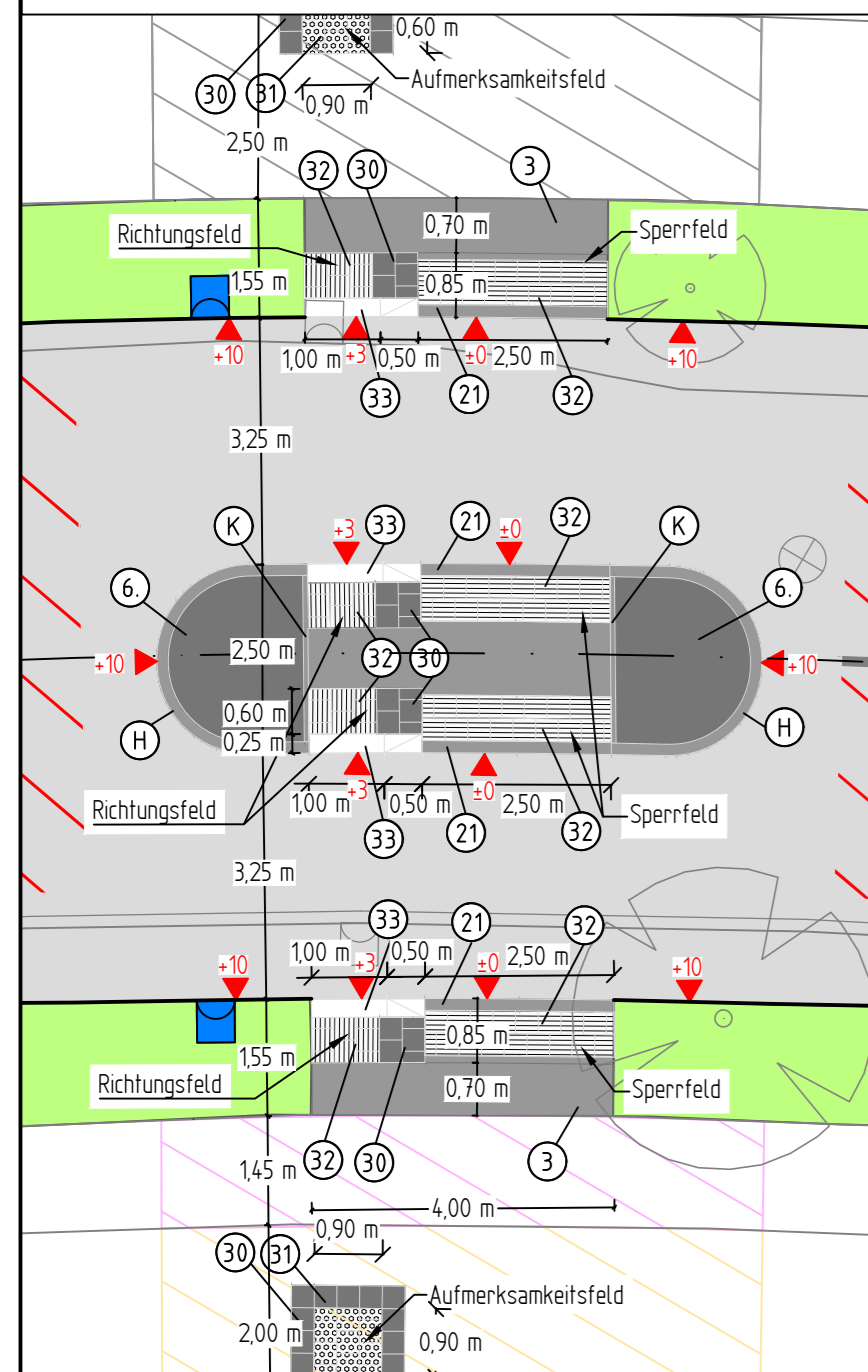 0,60 m
30
31
Aufmerksamkeitsfeld
0,90 m
2,50 m
32
30
3
Richtungsfeld
0,70 m
Sperrfeld
1,55 m
0,85 m
+10
1,00 m
+3
0,50 m
±0
2,50 m
+10
33
21
32
3,25 m
K
+3
33
21
±0
32
K
6.
6.
+10
2,50 m
32
30
+10
0,60 m
0,25 m
H
H
Richtungsfeld
1,00 m
+3
0,50 m
±0
2,50 m
Sperrfeld
33
21
32
3,25 m
33
21
32
+10
1,00 m
+3
0,50 m
±0
2,50 m
+10
1,55 m
0,85 m
Richtungsfeld
0,70 m
Sperrfeld
32
30
3
1,45 m
4,00 m
0,90 m
30
31
Aufmerksamkeitsfeld
2,00 m
0,90 m